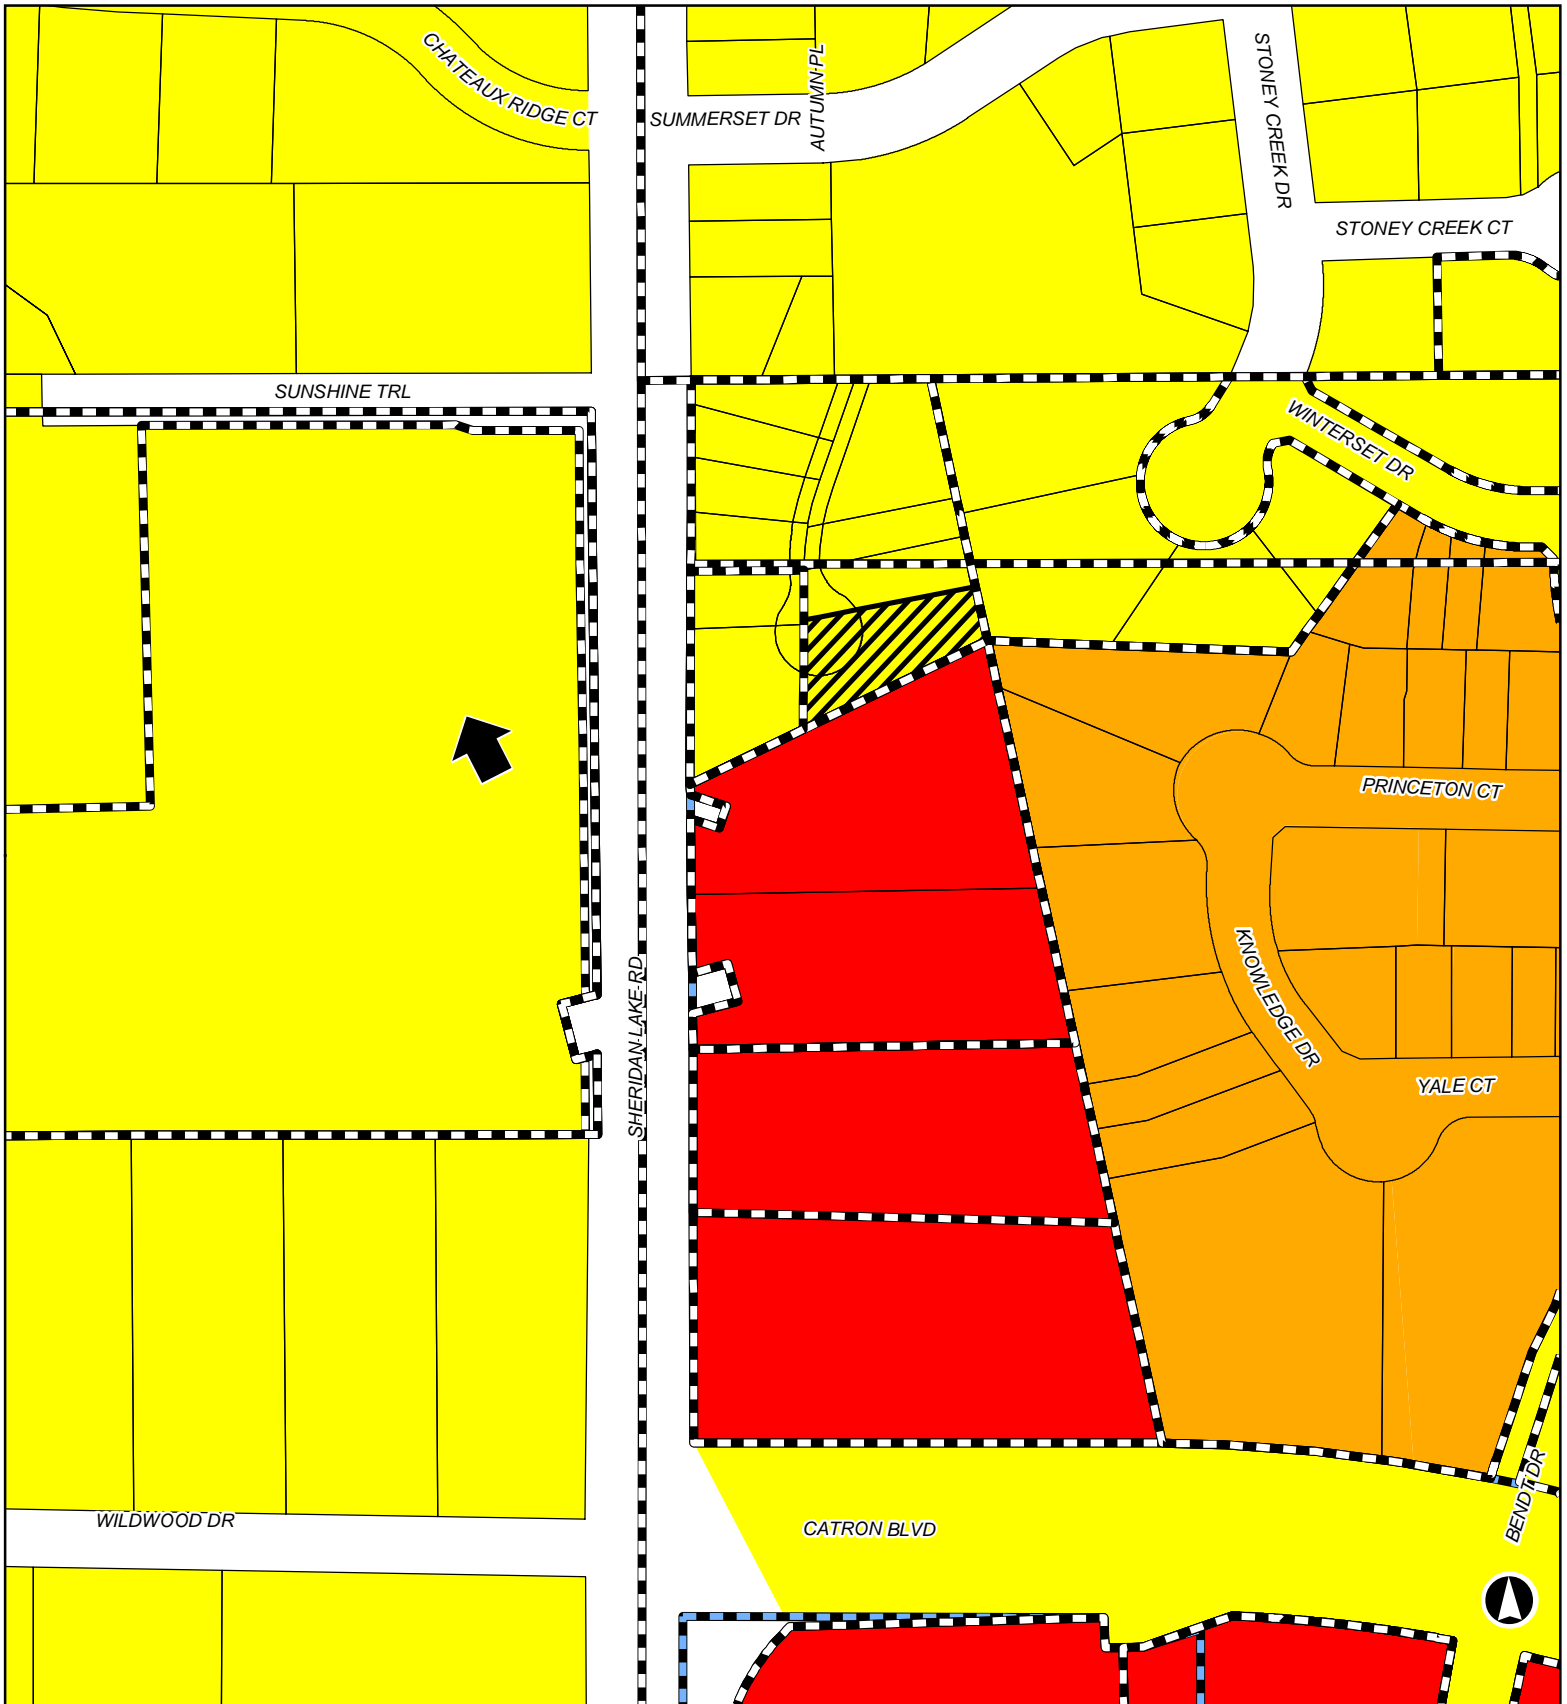 CHATEAUX RIDGE CT
SUMMERSET DR
AUTUMN PL
STONEY CREEK DR
STONEY CREEK CT
SUNSHINE TRL
WINTERSET DR
PRINCETON CT
KNOWLEDGE DR
SHERIDAN LAKE RD
YALE CT
WILDWOOD DR
CATRON BLVD
BENDT DR